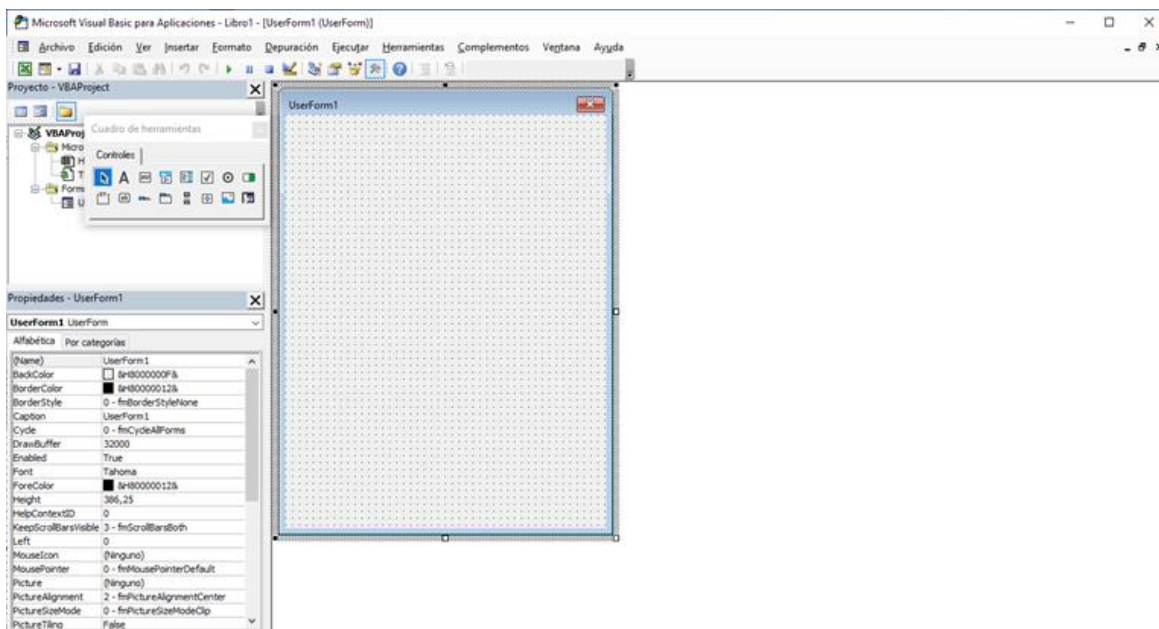 Microsoft Visual Basic para Aplicaciones - Libro1 - [UserForm1 (UserForm)]
Archivo Edición Ver Insertar Formato Depuración Ejecutar Herramientas Complementos Ventana Ayuda
Proyecto - VBAProject
UserForm1
VBAProj
Cuadro de herramientas
Micro
Controles
H
T
Form
U
Propiedades - UserForm1
UserForm1 UserForm
Alfabética Por categorías
(Name) UserForm1
BackColor &H8000000F&
BorderColor &H80000012&
BorderStyle 0 - fmBorderStyleNone
Caption UserForm1
Cycle 0 - fmCycleAllForms
DrawBuffer 32000
Enabled True
Font Tahoma
ForeColor &H80000012&
Height 386,25
HelpContextID 0
KeepScrollBarsVisible 3 - fmScrollBarsBoth
Left 0
MouseIcon (Ninguno)
MousePointer 0 - fmMousePointerDefault
Picture (Ninguno)
PictureAlignment 2 - fmPictureAlignmentCenter
PictureSizeMode 0 - fmPictureSizeModeClip
PictureTiling False